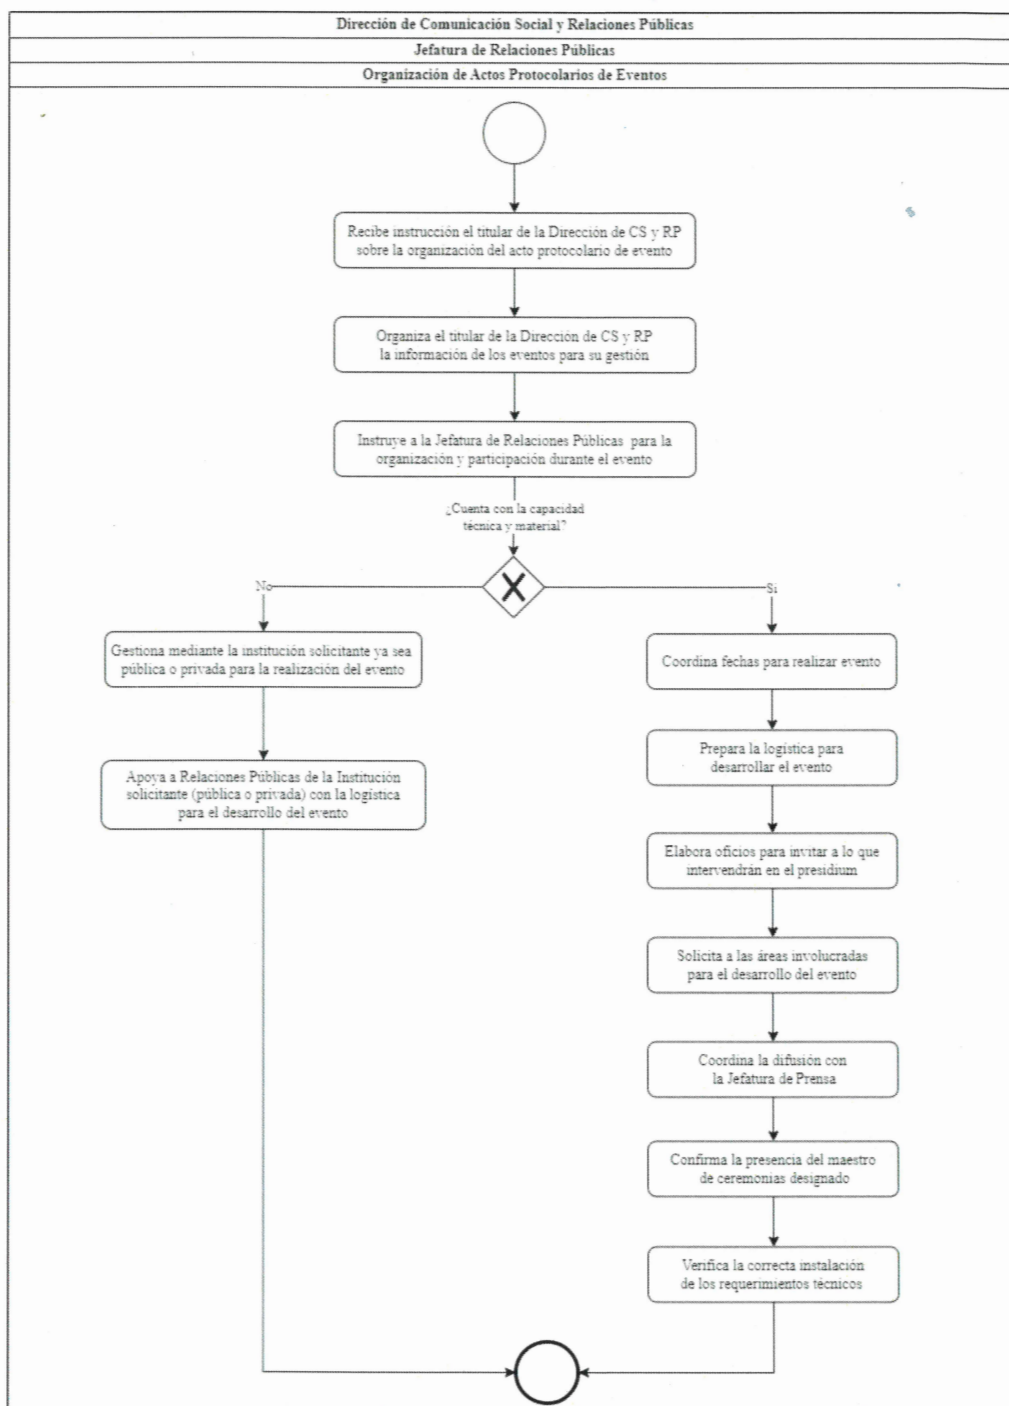 Dirección de Comunicación Social y Relaciones Públicas
Jefatura de Relaciones Públicas
Organización de Actos Protocolarios de Eventos
Recibe instrucción el titular de la Dirección de CS y RP
sobre la organización del acto protocolario de evento
Organiza el titular de la Dirección de CS y RP
la información de los eventos para su gestión
Instruye a la Jefatura de Relaciones Públicas para la
organización y participación durante el evento
¿Cuenta con la capacidad
técnica y material?
No
Si
Gestiona mediante la institución solicitante ya sea
pública o privada para la realización del evento
Apoya a Relaciones Públicas de la Institución
solicitante (pública o privada) con la logística
para el desarrollo del evento
Coordina fechas para realizar evento
Prepara la logística para
desarrollar el evento
Elabora oficios para invitar a lo que
intervendrán en el presidium
Solicita a las áreas involucradas
para el desarrollo del evento
Coordina la difusión con
la Jefatura de Prensa
Confirma la presencia del maestro
de ceremonias designado
Verifica la correcta instalación
de los requerimientos técnicos